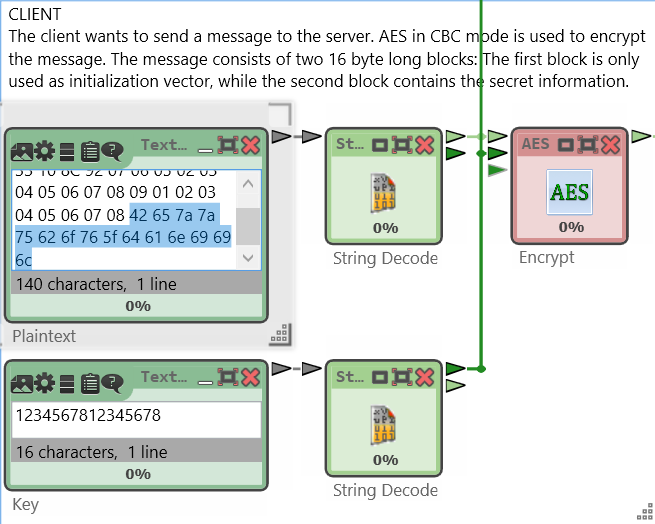 CLIENT
The client wants to send a message to the server. AES in CBC mode is used to encrypt
the message. The message consists of two 16 byte long blocks: The first block is only
used as initialization vector, while the second block contains the secret information.
Text... St... AES
04 05 06 07 08 09 01 02 03
04 05 06 07 08 42 65 7a 7a
75 62 6f 76 5f 64 61 6e 69 69
6c
140 characters, 1 line
0%
0%
0%
AES
String Decode
Encrypt
Plaintext
Text... St...
1234567812345678
16 characters, 1 line
0%
0%
String Decode
Key